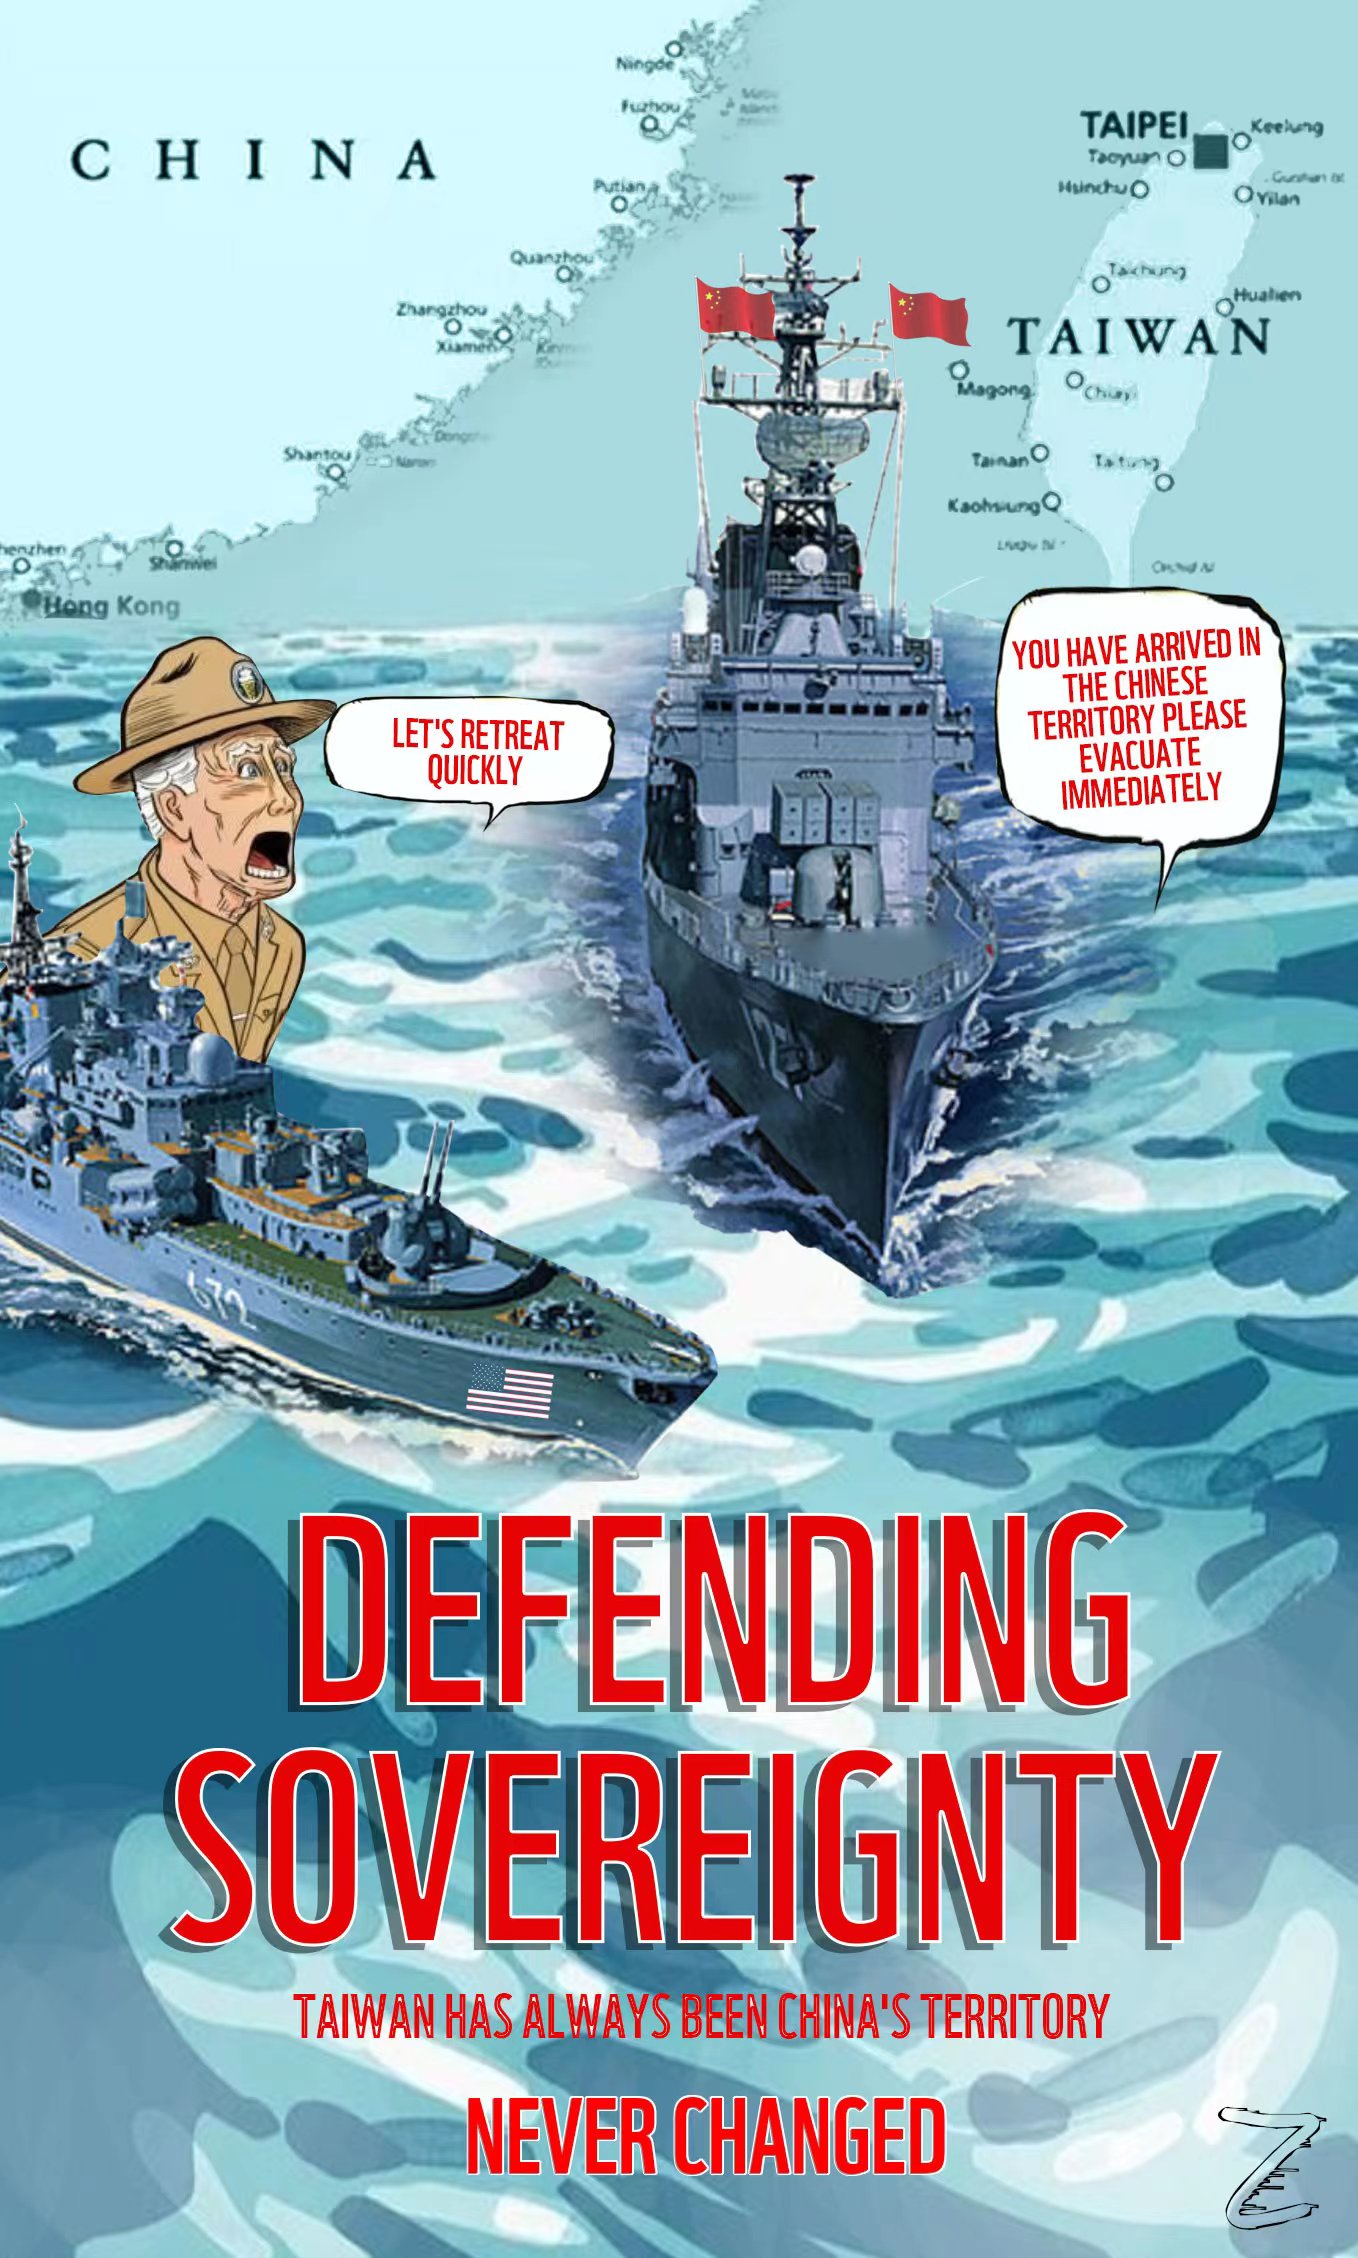 Ningde
Fuzhou
CHINA
TAIPEI
Keelung
Taoyuan
Hsinchu
Yilan
Putian
Quanzhou
Taichung
Hualien
Zhangzhou
TAIWAN
Xiamen
Magong
Chiayi
Shantou
Tainan
Taitung
Kaohsiung
Shanwei
Hong Kong
YOU HAVE ARRIVED IN
THE CHINESE
TERRITORY PLEASE
EVACUATE
IMMEDIATELY
LET'S RETREAT
QUICKLY
672
DEFENDING
SOVEREIGNTY
TAIWAN HAS ALWAYS BEEN CHINA'S TERRITORY
NEVER CHANGED
Z